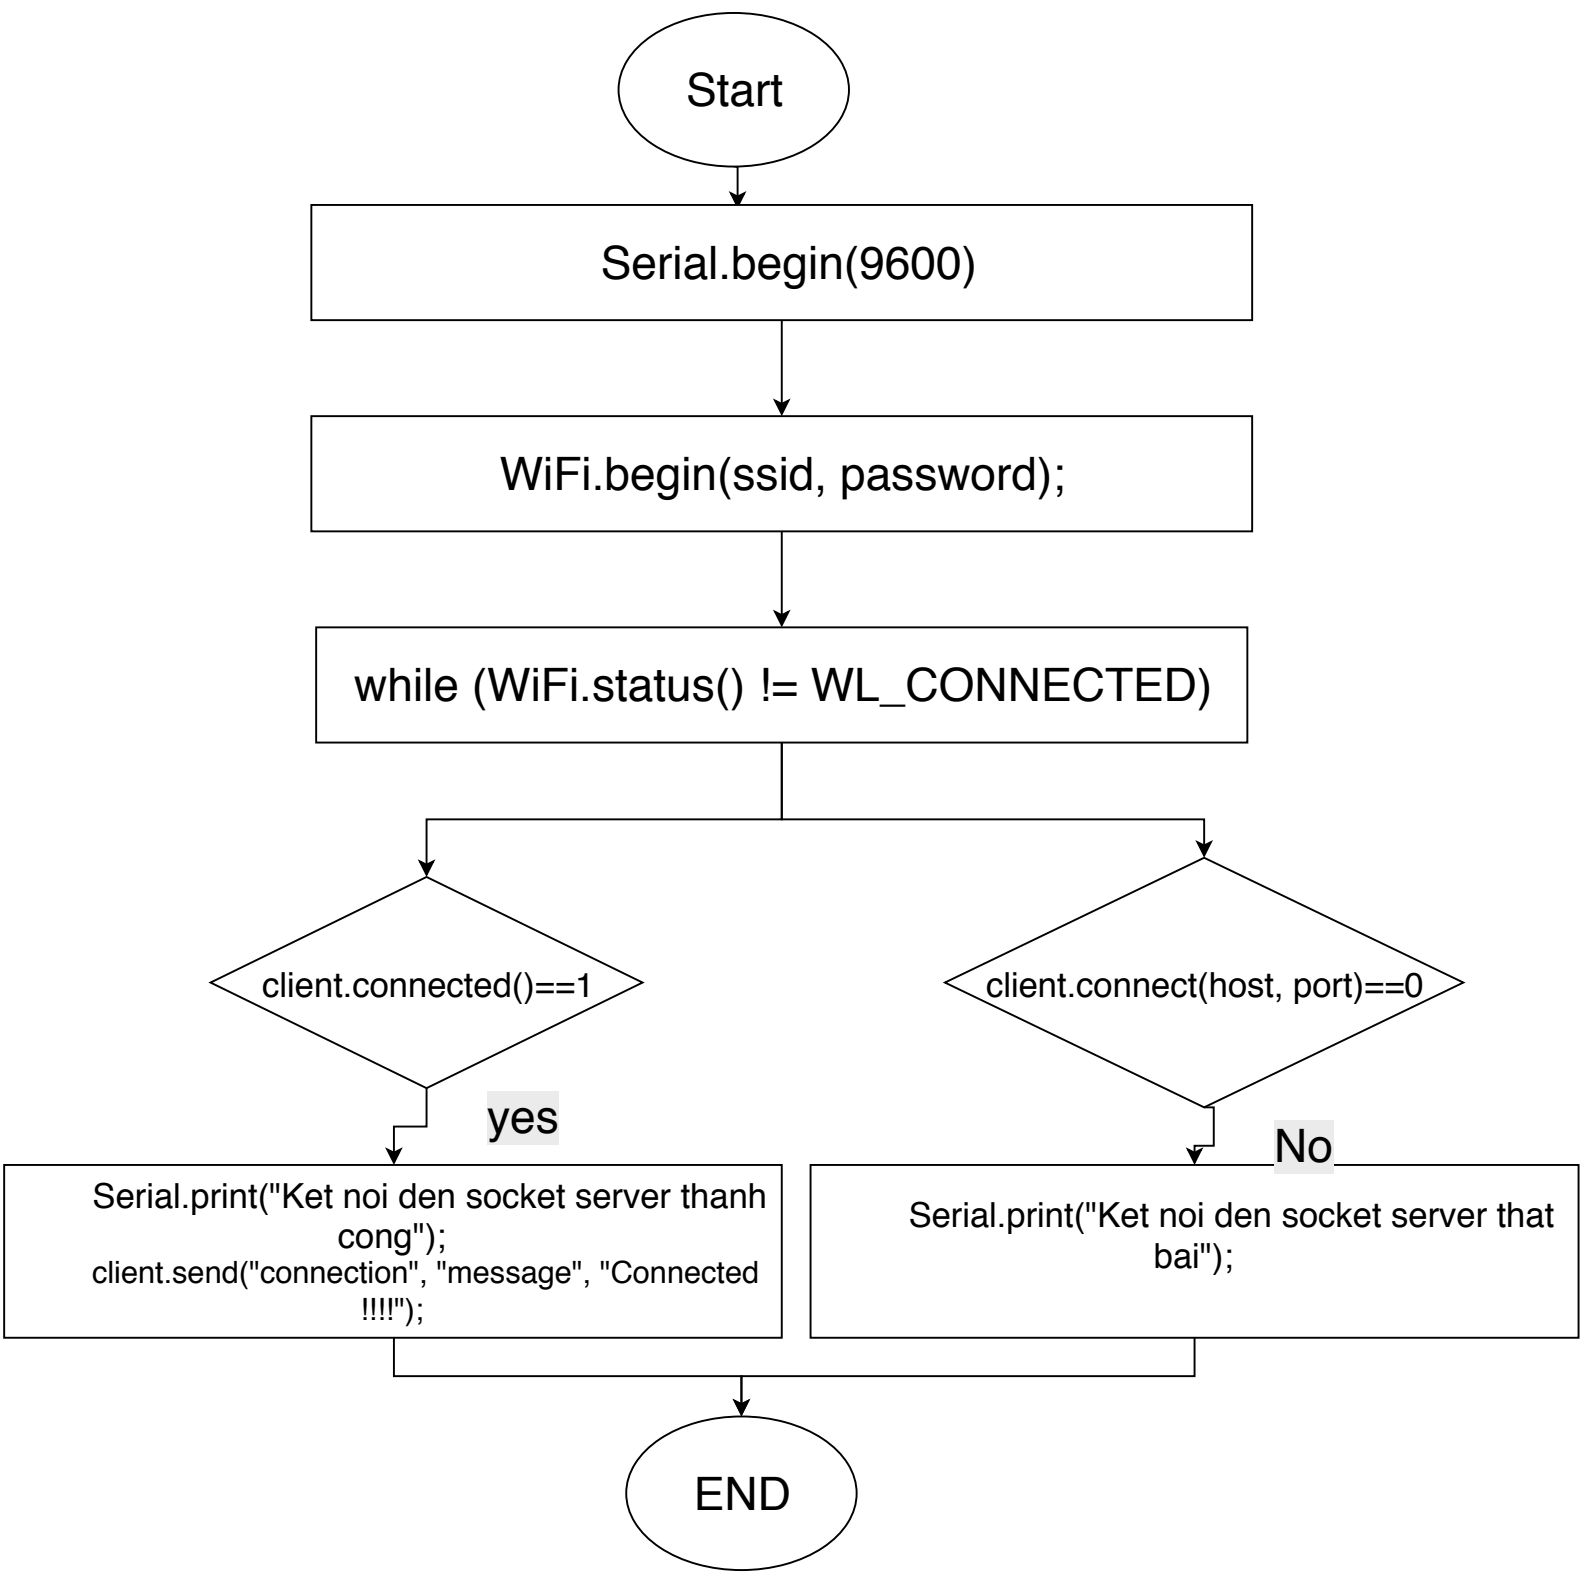 Start
Serial.begin(9600)
WiFi.begin(ssid, password);
while (WiFi.status() != WL_CONNECTED)
client.connected()==1
client.connect(host, port)==0
yes
No
Serial.print("Ket noi den socket server thanh
cong");
client.send("connection", "message", "Connected
!!!!");
Serial.print("Ket noi den socket server that
bai");
END